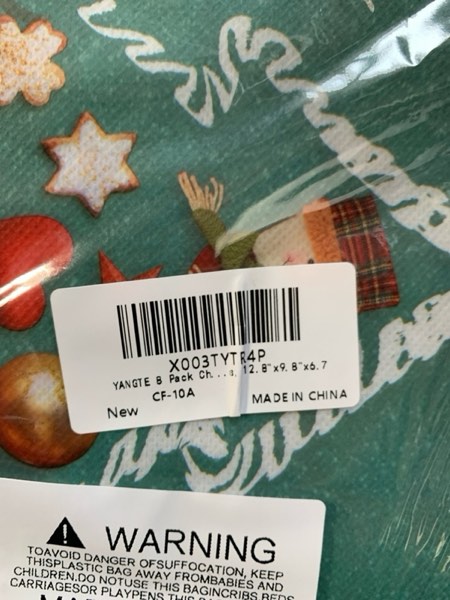 X003TYTR4P
YANGTE 8 Pack Ch...s, 12.8"x9.8"x6.7
CF-10A
New
MADE IN CHINA
WARNING
TOAVOID DANGER OFSUFFOCATION, KEEP
THISPLASTIC BAG AWAY FROMBABIES AND
CHILDREN.DO NOTUSE THIS BAGINCRIBS BEDS
CARRIAGESOR PLAYPENS THIS